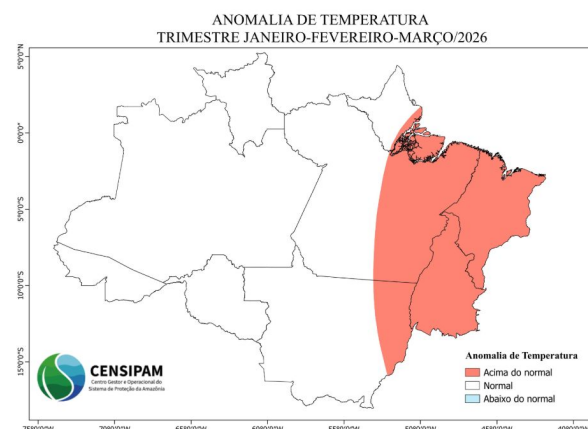 ANOMALIA DE TEMPERATURA
TRIMESTRE JANEIRO-FEVEREIRO-MARÇO/2026
5°0'0"N
0°0'0"
5°0'0"S
10°0'0"S
15°0'0"S
CENSIPAM
Centro Gestor e Operacional do
Sistema de Proteção da Amazônia
Anomalia de Temperatura
Acima do normal
Normal
Abaixo do normal